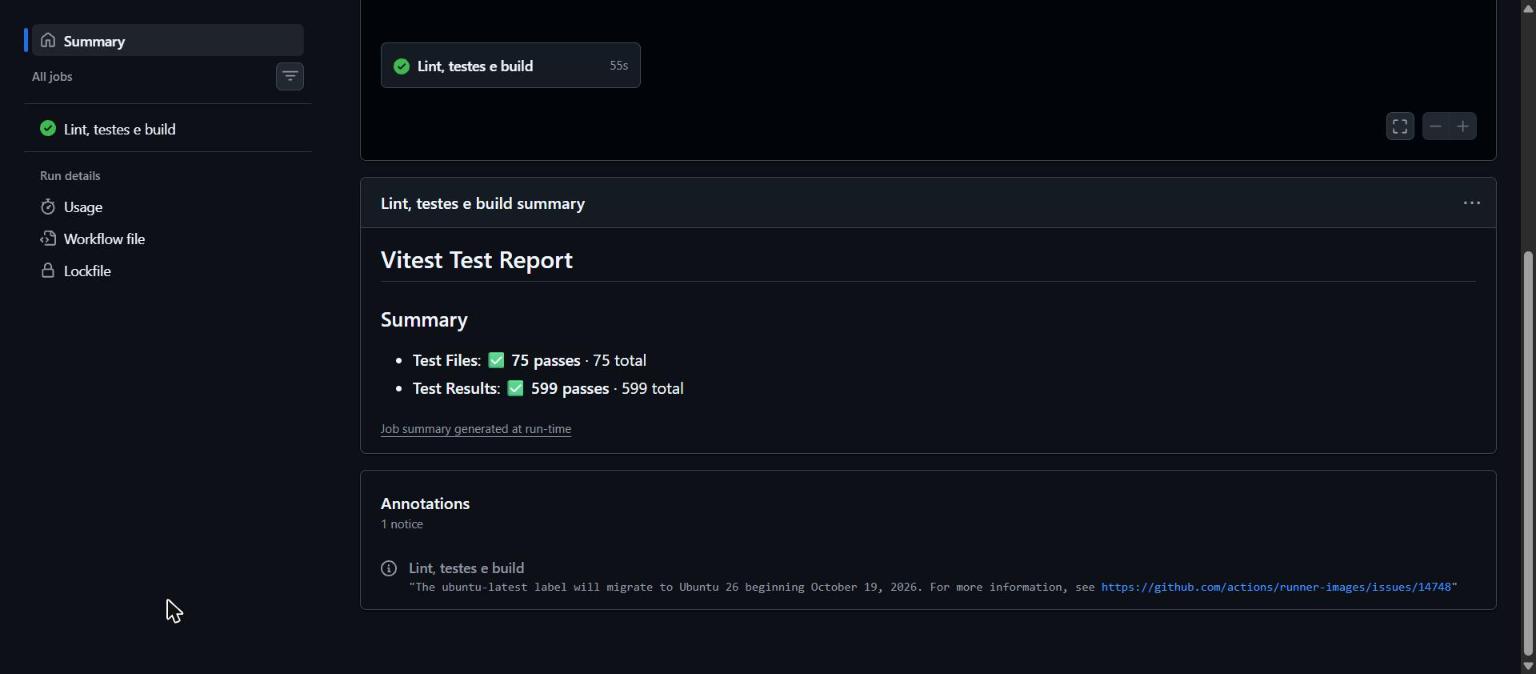 Summary
All jobs
Lint, testes e build
Run details
Usage
Workflow file
Lockfile
Lint, testes e build 55s
Lint, testes e build summary
Vitest Test Report
Summary
Test Files: ✅ 75 passes · 75 total
Test Results: ✅ 599 passes · 599 total
Job summary generated at run-time
Annotations
1 notice
Lint, testes e build
"The ubuntu-latest label will migrate to Ubuntu 26 beginning October 19, 2026. For more information, see https://github.com/actions/runner-images/issues/14748"